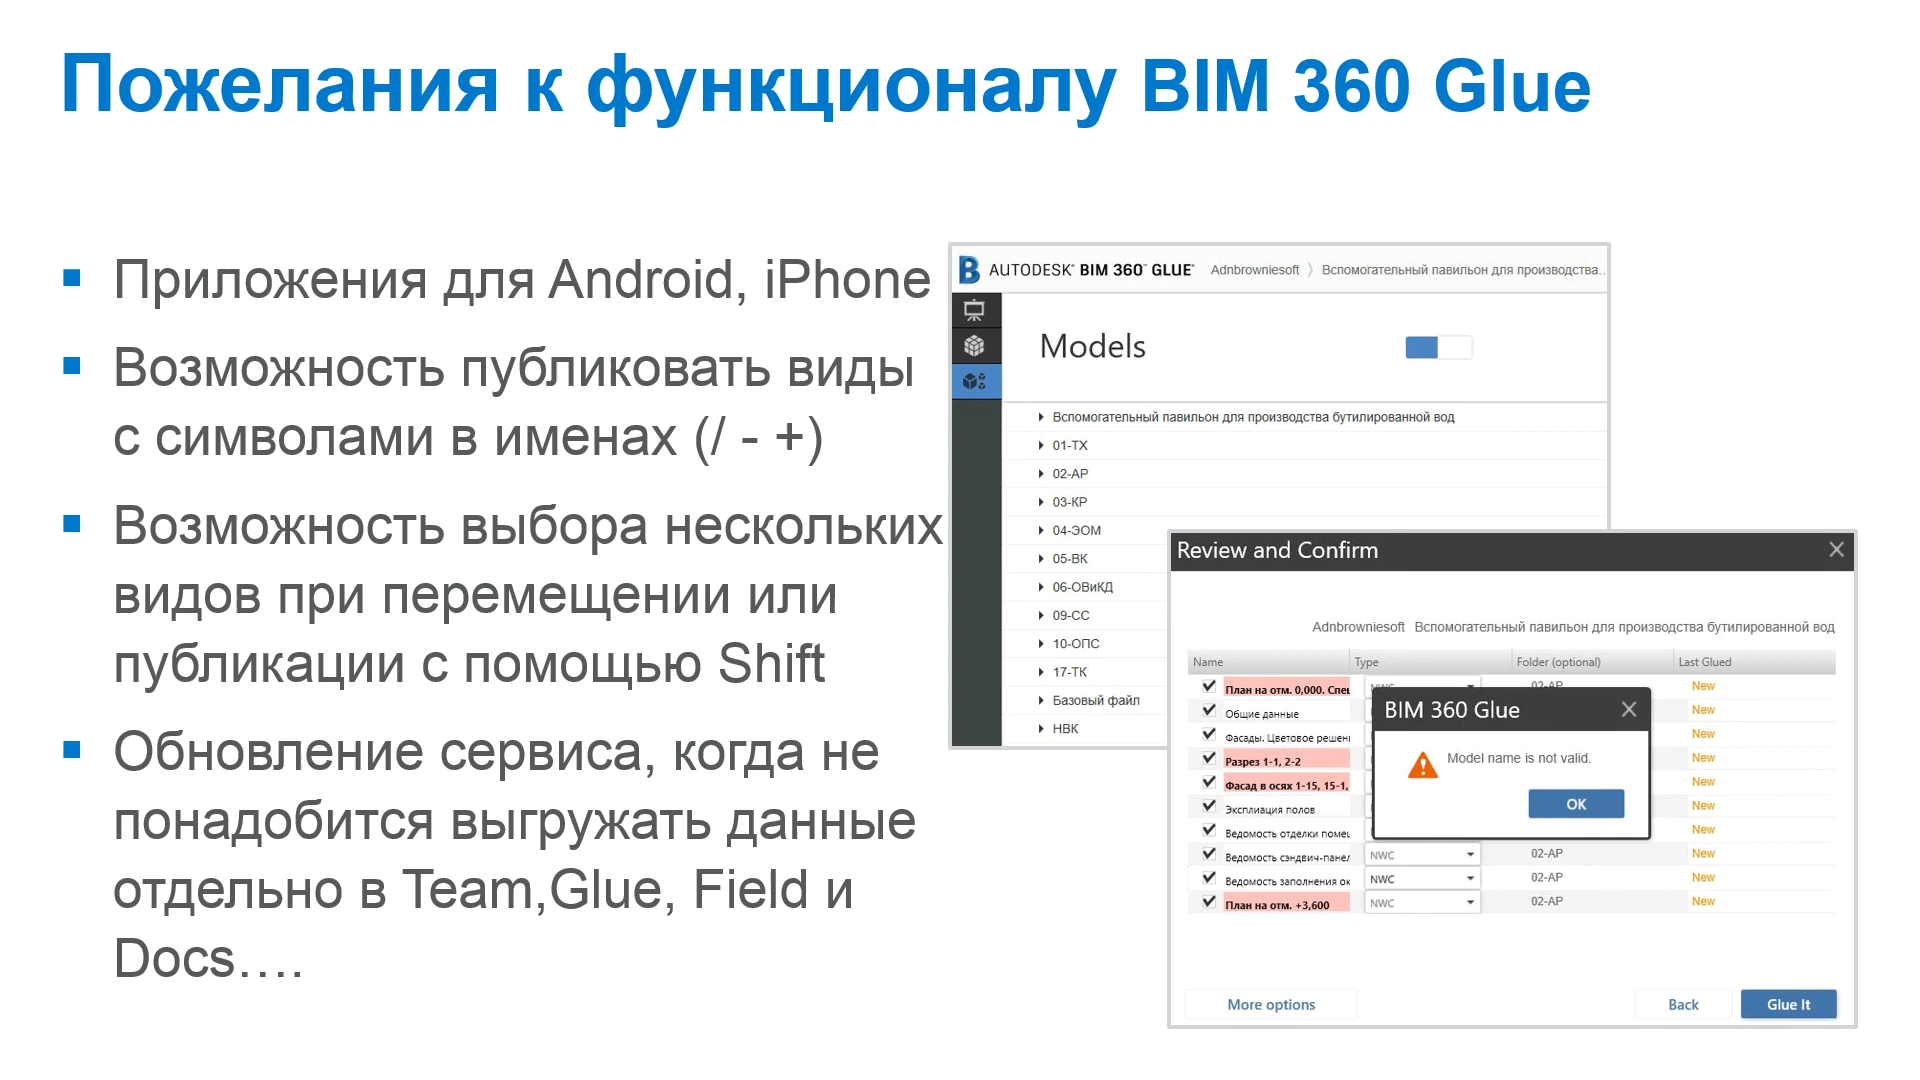 Пожелания к функционалу BIM 360 Glue
Приложения для Android, iPhone
Возможность публиковать виды
с символами в именах (/ - +)
Возможность выбора нескольких
видов при перемещении или
публикации с помощью Shift
Обновление сервиса, когда не
понадобится выгружать данные
отдельно в Team,Glue, Field и
Docs….
AUTODESK® BIM 360™ GLUE® Adnbrowniesoft Вспомогательный павильон для производства..
Models
Вспомогательный павильон для производства бутилированной вод
01-ТХ
02-АР
03-КР
04-ЭОМ
05-ВК
06-ОВиКД
09-СС
10-ОПС
17-ТК
Базовый файл
НВК
Review and Confirm
Adnbrowniesoft Вспомогательный павильон для производства бутилированной вод
Name Type Folder (optional) Last Glued
План на отм. 0,000. Спец NWC 02-АР New
Общие данные New
Фасады. Цветовое решен New
Разрез 1-1, 2-2 New
Фасад в осях 1-15, 15-1, New
Эксплиация полов New
Ведомость отделки помец New
Ведомость сэндвич-панел NWC 02-АР New
Ведомость заполнения ок NWC 02-АР New
План на отм. +3,600 NWC 02-АР New
BIM 360 Glue
Model name is not valid.
OK
More options Back Glue It